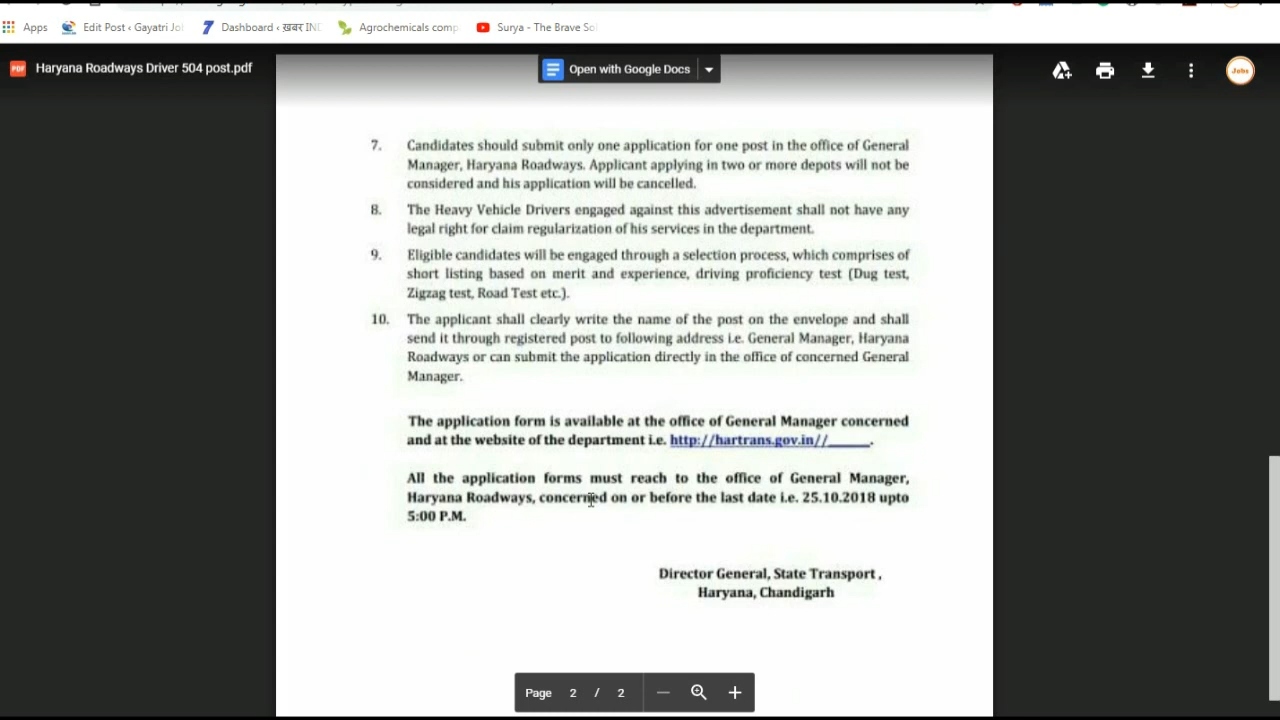 Apps
Edit Post ‹ Gayatri Jo
Dashboard ‹ खबर INC
Agrochemicals comp
Surya - The Brave So
PDF
Haryana Roadways Driver 504 post.pdf
Open with Google Docs
Jobs
7. Candidates should submit only one application for one post in the office of General
Manager, Haryana Roadways. Applicant applying in two or more depots will not be
considered and his application will be cancelled.
8. The Heavy Vehicle Drivers engaged against this advertisement shall not have any
legal right for claim regularization of his services in the department.
9. Eligible candidates will be engaged through a selection process, which comprises of
short listing based on merit and experience, driving proficiency test (Dug test,
Zigzag test, Road Test etc.).
10. The applicant shall clearly write the name of the post on the envelope and shall
send it through registered post to following address i.e. General Manager, Haryana
Roadways or can submit the application directly in the office of concerned General
Manager.
The application form is available at the office of General Manager concerned
and at the website of the department i.e. http://hartrans.gov.in//______.
All the application forms must reach to the office of General Manager,
Haryana Roadways, concerned on or before the last date i.e. 25.10.2018 upto
5:00 P.M.
Director General, State Transport ,
Haryana, Chandigarh
Page 2 / 2